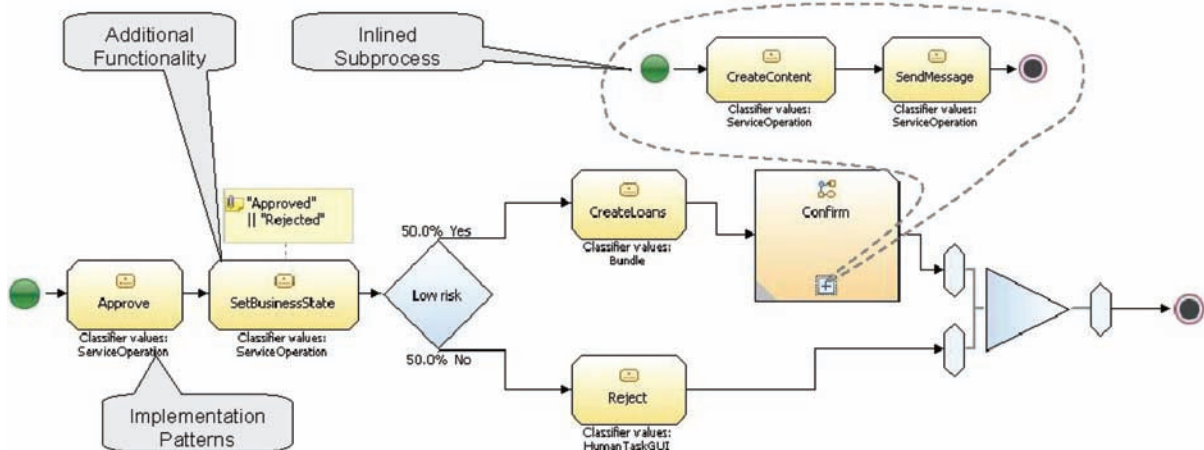 Additional
Functionality
Inlined
Subprocess
CreateContent
Classifier values:
ServiceOperation
SendMessage
Classifier values:
ServiceOperation
"Approved"
|| "Rejected"
Approve
Classifier values:
ServiceOperation
SetBusinessState
Classifier values:
ServiceOperation
Low risk
50.0% Yes
50.0% No
CreateLoans
Classifier values:
Bundle
Confirm
Reject
Classifier values:
HumanTaskGUI
Implementation
Patterns